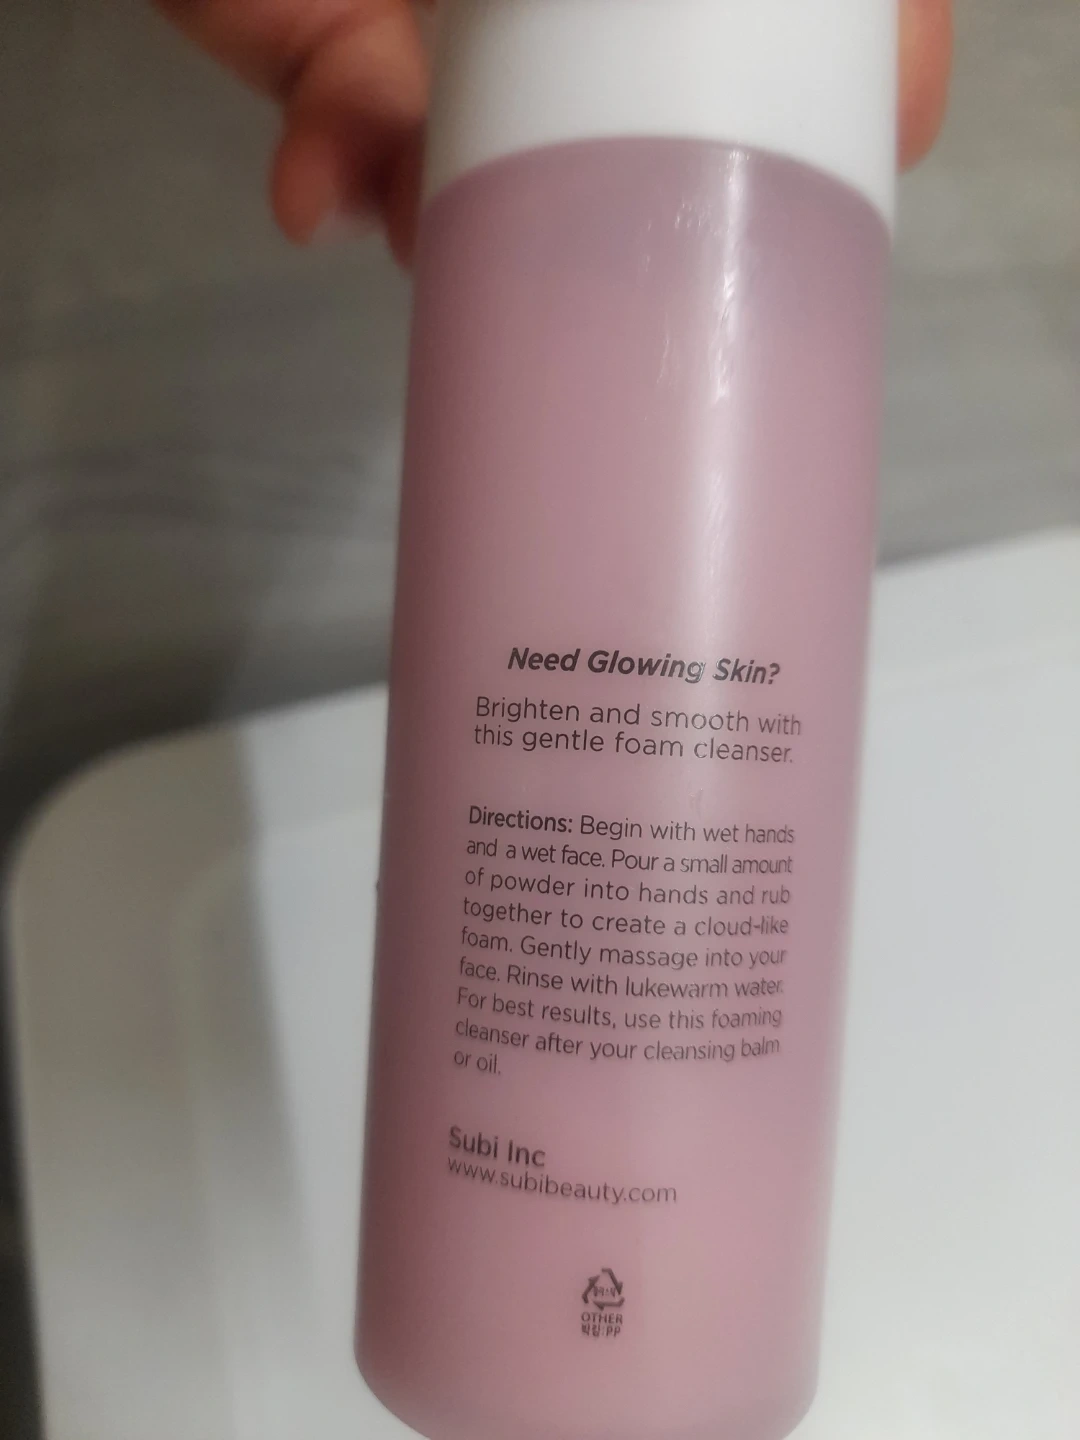 Need Glowing Skin?
Brighten and smooth with
this gentle foam cleanser.
Directions: Begin with wet hands
and a wet face. Pour a small amount
of powder into hands and rub
together to create a cloud-like
foam. Gently massage into your
face. Rinse with lukewarm water.
For best results, use this foaming
cleanser after your cleansing balm
or oil.
Subi Inc
www.subibeauty.com
OTHER